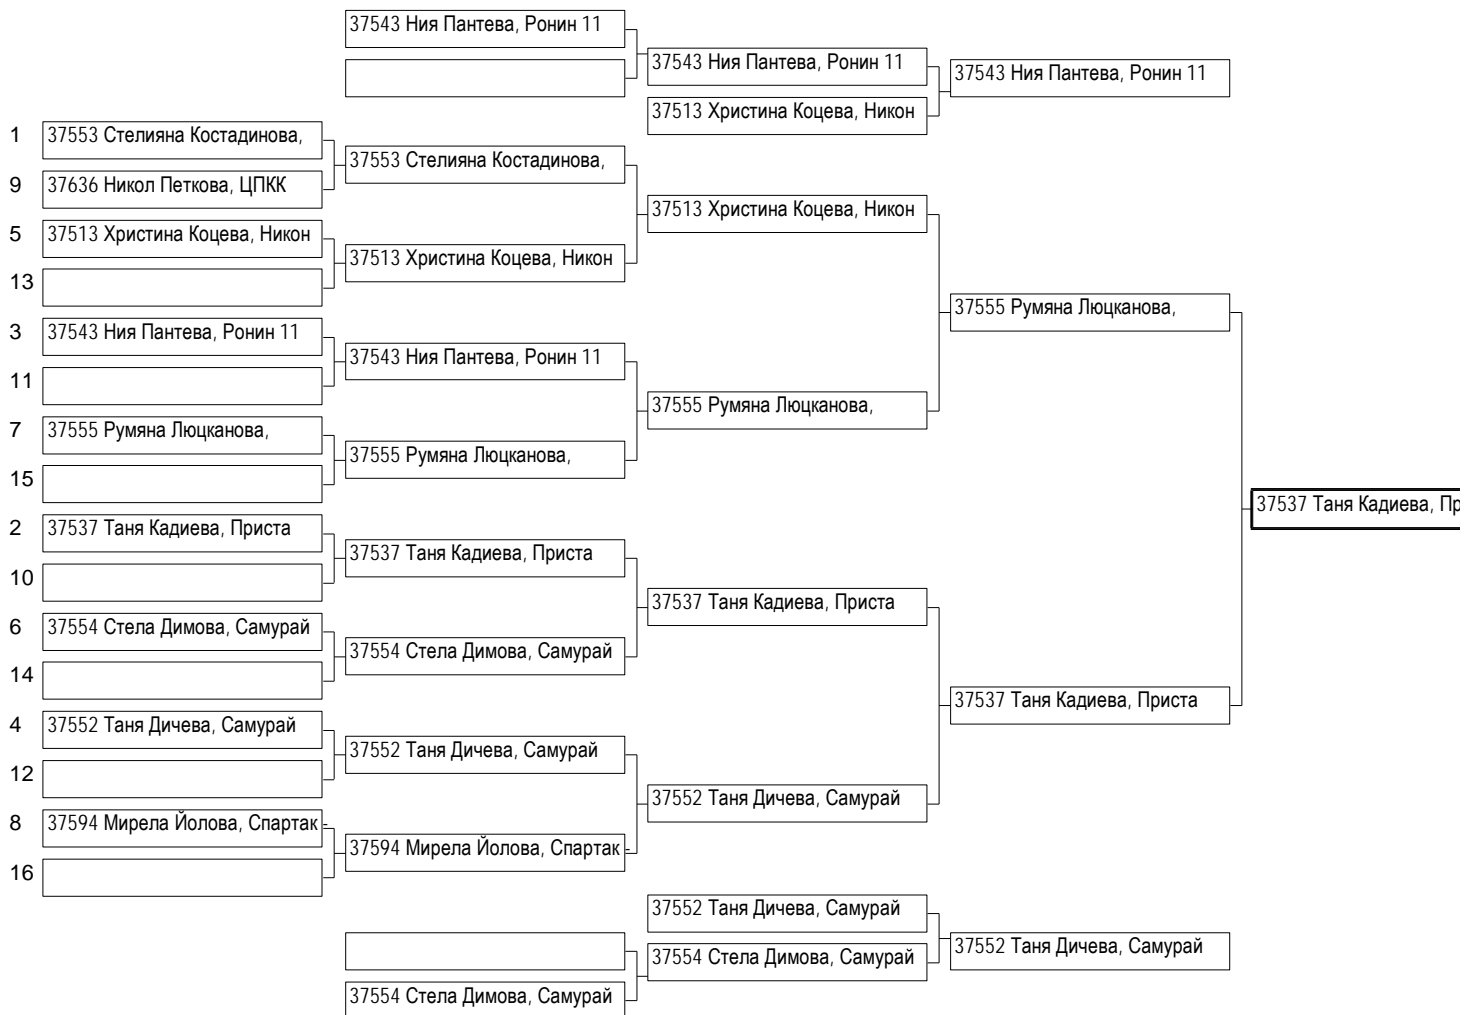 37543 Ния Пантева, Ронин 11
37543 Ния Пантева, Ронин 11
37543 Ния Пантева, Ронин 11
37513 Христина Коцева, Никон
1 37553 Стелияна Костадинова,
37553 Стелияна Костадинова,
9 37636 Никол Петкова, ЦПКК
37513 Христина Коцева, Никон
5 37513 Христина Коцева, Никон
37513 Христина Коцева, Никон
13
37555 Румяна Люцканова,
3 37543 Ния Пантева, Ронин 11
37543 Ния Пантева, Ронин 11
11
37555 Румяна Люцканова,
7 37555 Румяна Люцканова,
37555 Румяна Люцканова,
15
37537 Таня Кадиева, Пр
2 37537 Таня Кадиева, Приста
37537 Таня Кадиева, Приста
10
37537 Таня Кадиева, Приста
6 37554 Стела Димова, Самурай
37554 Стела Димова, Самурай
14
37537 Таня Кадиева, Приста
4 37552 Таня Дичева, Самурай
37552 Таня Дичева, Самурай
12
37552 Таня Дичева, Самурай
8 37594 Мирела Йолова, Спартак -
37594 Мирела Йолова, Спартак -
16
37552 Таня Дичева, Самурай
37552 Таня Дичева, Самурай
37554 Стела Димова, Самурай
37554 Стела Димова, Самурай